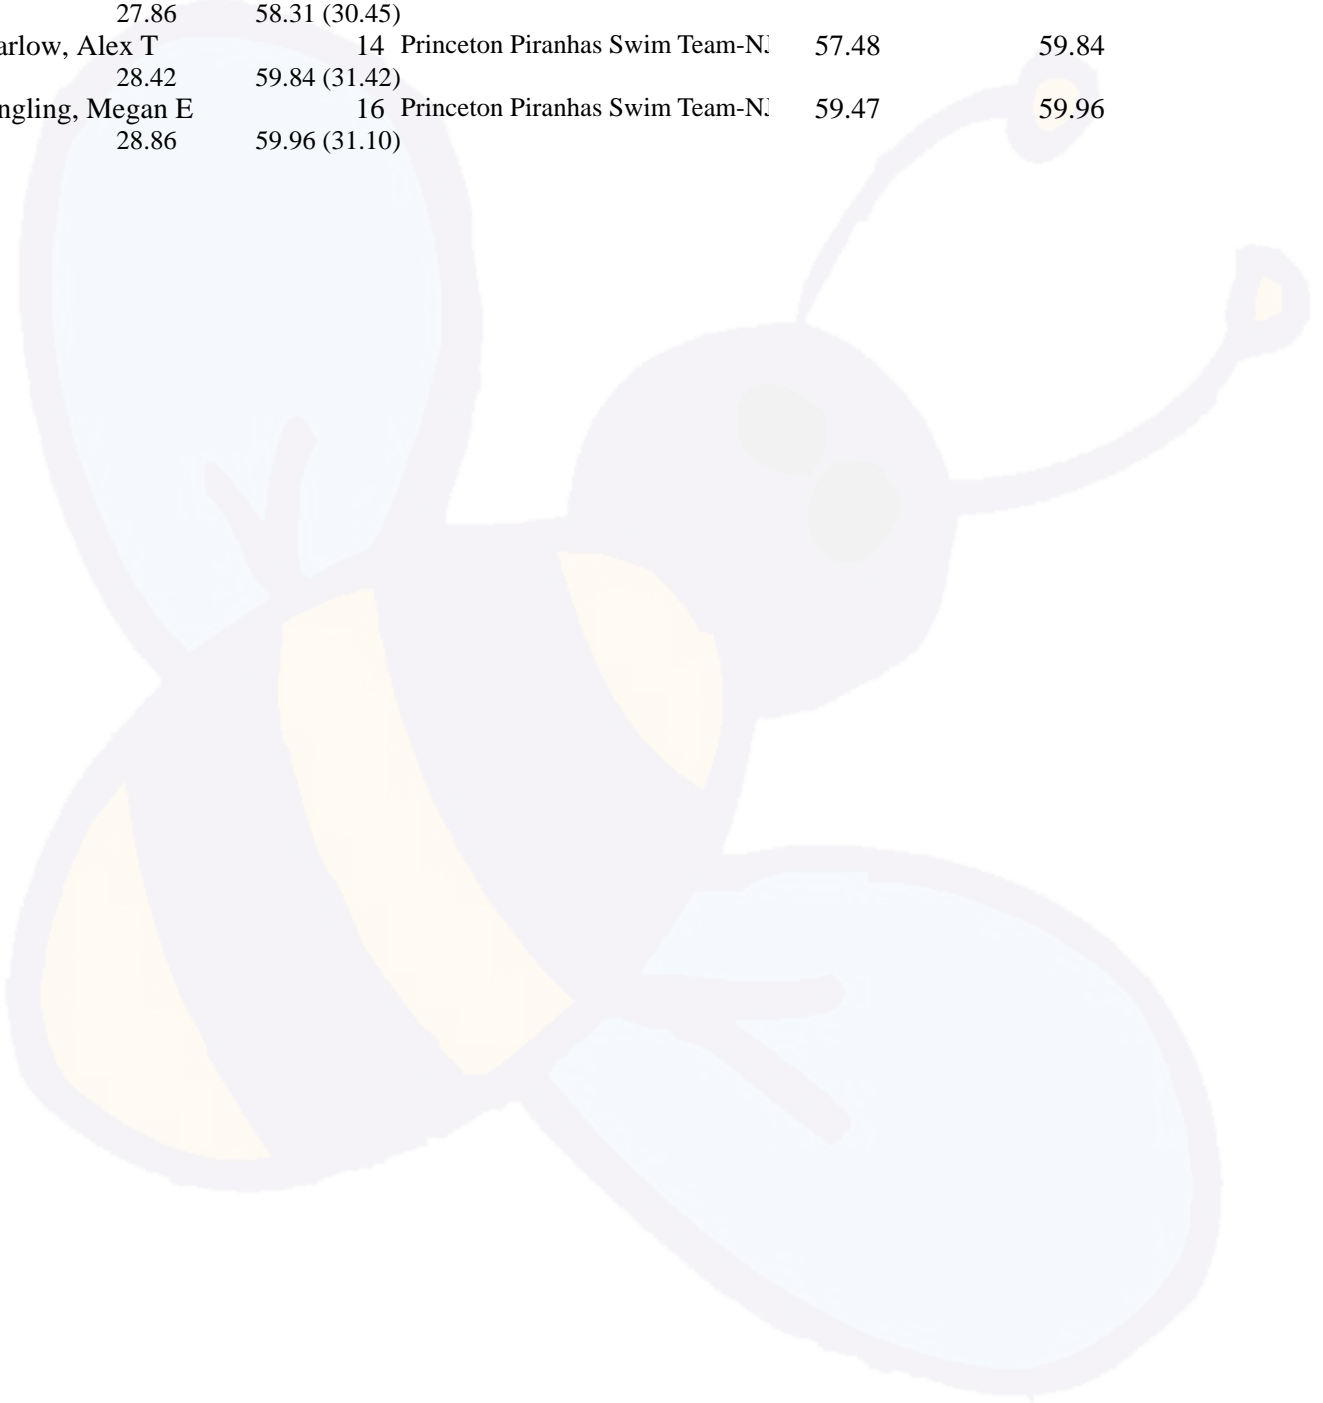 27.86 58.31 (30.45)
arlow, Alex T 14 Princeton Piranhas Swim Team-NJ 57.48 59.84
28.42 59.84 (31.42)
ngling, Megan E 16 Princeton Piranhas Swim Team-NJ 59.47 59.96
28.86 59.96 (31.10)